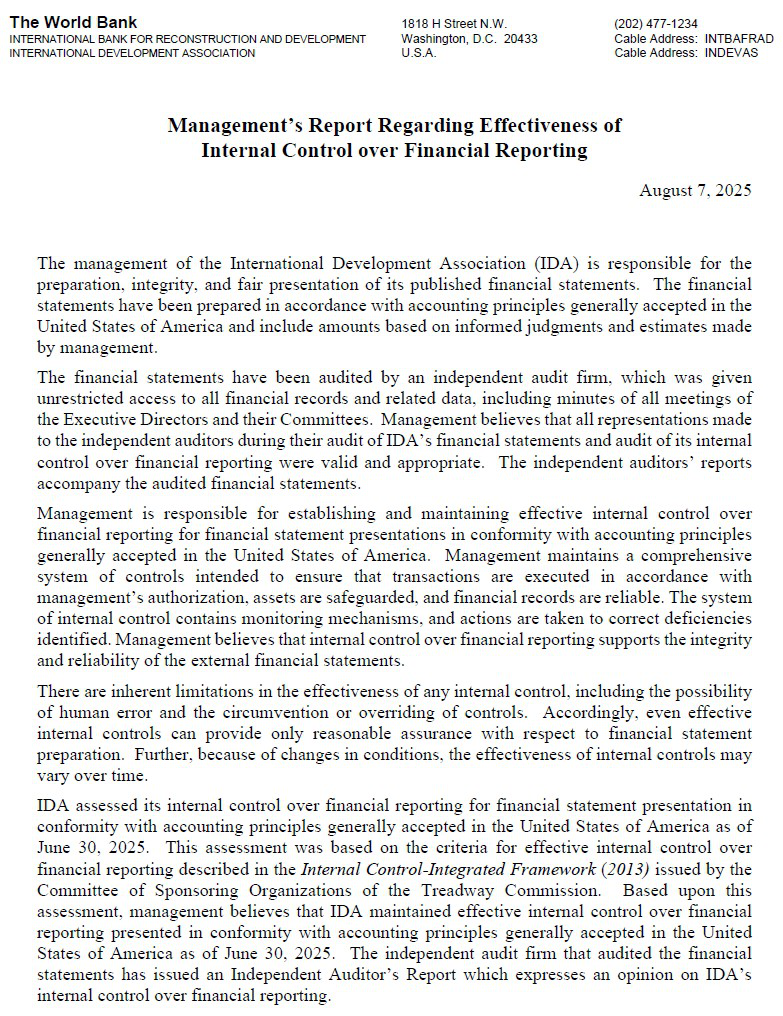 The World Bank
INTERNATIONAL BANK FOR RECONSTRUCTION AND DEVELOPMENT
INTERNATIONAL DEVELOPMENT ASSOCIATION
1818 H Street N.W.
Washington, D.C. 20433
U.S.A.
(202) 477-1234
Cable Address: INTBAFRAD
Cable Address: INDEVAS
Management’s Report Regarding Effectiveness of
Internal Control over Financial Reporting
August 7, 2025
The management of the International Development Association (IDA) is responsible for the
preparation, integrity, and fair presentation of its published financial statements. The financial
statements have been prepared in accordance with accounting principles generally accepted in the
United States of America and include amounts based on informed judgments and estimates made
by management.
The financial statements have been audited by an independent audit firm, which was given
unrestricted access to all financial records and related data, including minutes of all meetings of
the Executive Directors and their Committees. Management believes that all representations made
to the independent auditors during their audit of IDA’s financial statements and audit of its internal
control over financial reporting were valid and appropriate. The independent auditors’ reports
accompany the audited financial statements.
Management is responsible for establishing and maintaining effective internal control over
financial reporting for financial statement presentations in conformity with accounting principles
generally accepted in the United States of America. Management maintains a comprehensive
system of controls intended to ensure that transactions are executed in accordance with
management’s authorization, assets are safeguarded, and financial records are reliable. The system
of internal control contains monitoring mechanisms, and actions are taken to correct deficiencies
identified. Management believes that internal control over financial reporting supports the integrity
and reliability of the external financial statements.
There are inherent limitations in the effectiveness of any internal control, including the possibility
of human error and the circumvention or overriding of controls. Accordingly, even effective
internal controls can provide only reasonable assurance with respect to financial statement
preparation. Further, because of changes in conditions, the effectiveness of internal controls may
vary over time.
IDA assessed its internal control over financial reporting for financial statement presentation in
conformity with accounting principles generally accepted in the United States of America as of
June 30, 2025. This assessment was based on the criteria for effective internal control over
financial reporting described in the Internal Control-Integrated Framework (2013) issued by the
Committee of Sponsoring Organizations of the Treadway Commission. Based upon this
assessment, management believes that IDA maintained effective internal control over financial
reporting presented in conformity with accounting principles generally accepted in the United
States of America as of June 30, 2025. The independent audit firm that audited the financial
statements has issued an Independent Auditor’s Report which expresses an opinion on IDA’s
internal control over financial reporting.